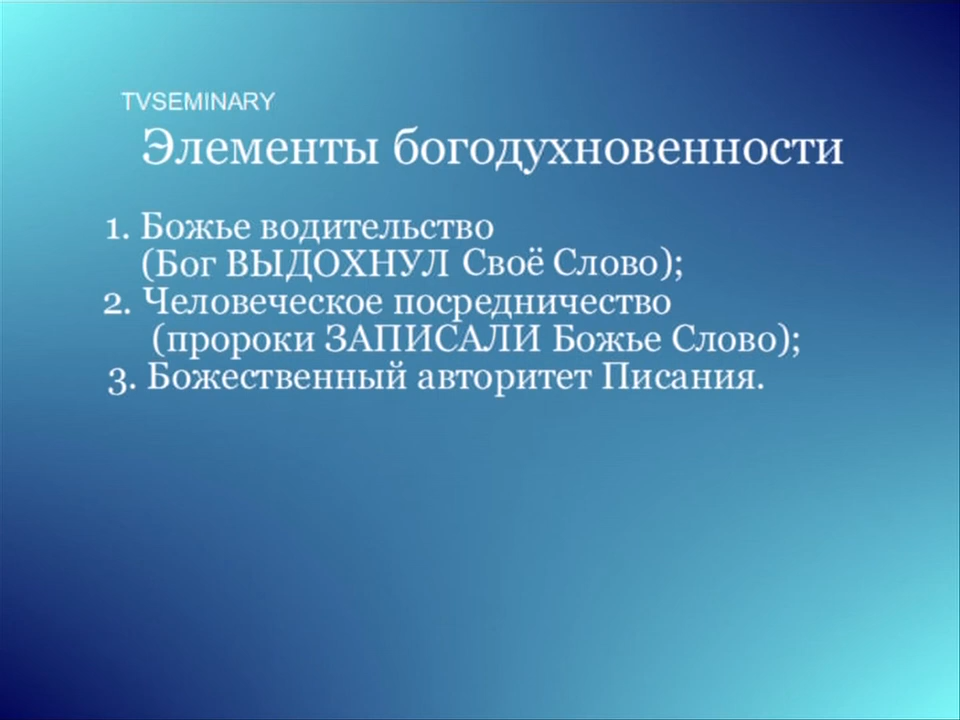 TVSEMINARY
Элементы богодухновенности
1. Божье водительство
(Бог ВЫДОХНУЛ Своё Слово);
2. Человеческое посредничество
(пророки ЗАПИСАЛИ Божье Слово);
3. Божественный авторитет Писания.